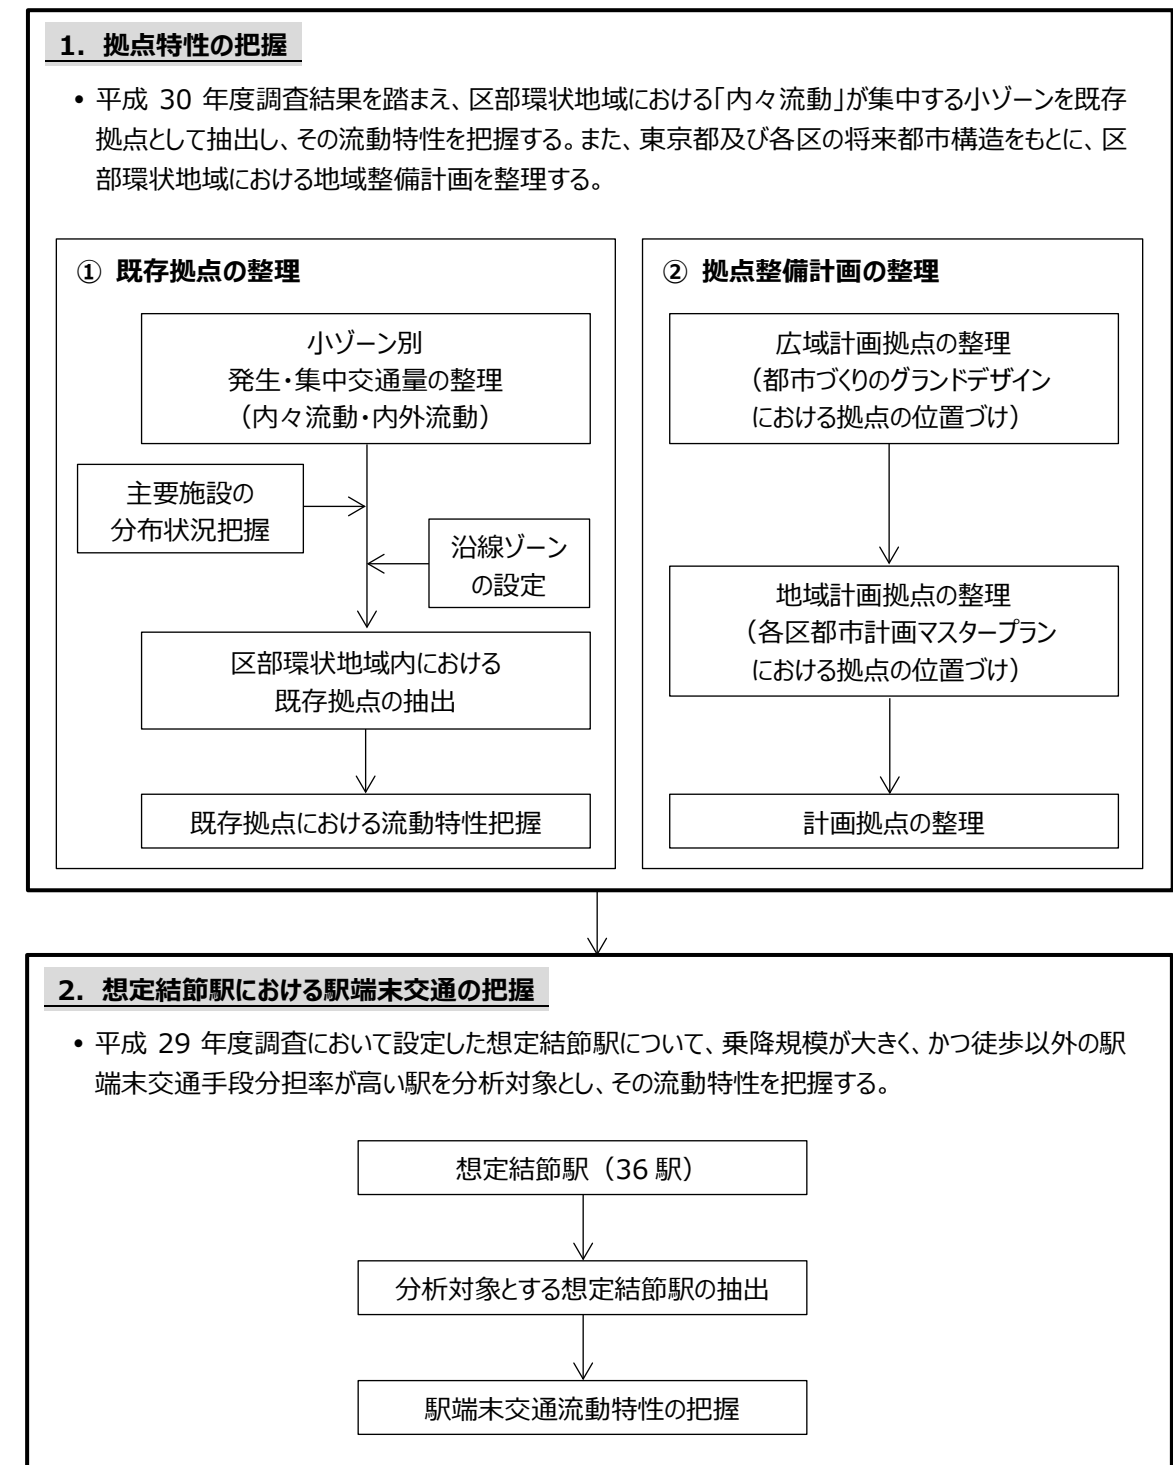 1. 拠点特性の把握
• 平成 30 年度調査結果を踏まえ、区部環状地域における「内々流動」が集中する小ゾーンを既存
拠点として抽出し、その流動特性を把握する。また、東京都及び各区の将来都市構造をもとに、区
部環状地域における地域整備計画を整理する。
① 既存拠点の整理
小ゾーン別
発生・集中交通量の整理
（内々流動・内外流動）
主要施設の
分布状況把握
沿線ゾーン
の設定
区部環状地域内における
既存拠点の抽出
既存拠点における流動特性把握
② 拠点整備計画の整理
広域計画拠点の整理
（都市づくりのグランドデザイン
における拠点の位置づけ）
地域計画拠点の整理
（各区都市計画マスタープラン
における拠点の位置づけ）
計画拠点の整理
2. 想定結節駅における駅端末交通の把握
• 平成 29 年度調査において設定した想定結節駅について、乗降規模が大きく、かつ徒歩以外の駅
端末交通手段分担率が高い駅を分析対象とし、その流動特性を把握する。
想定結節駅（36 駅）
分析対象とする想定結節駅の抽出
駅端末交通流動特性の把握